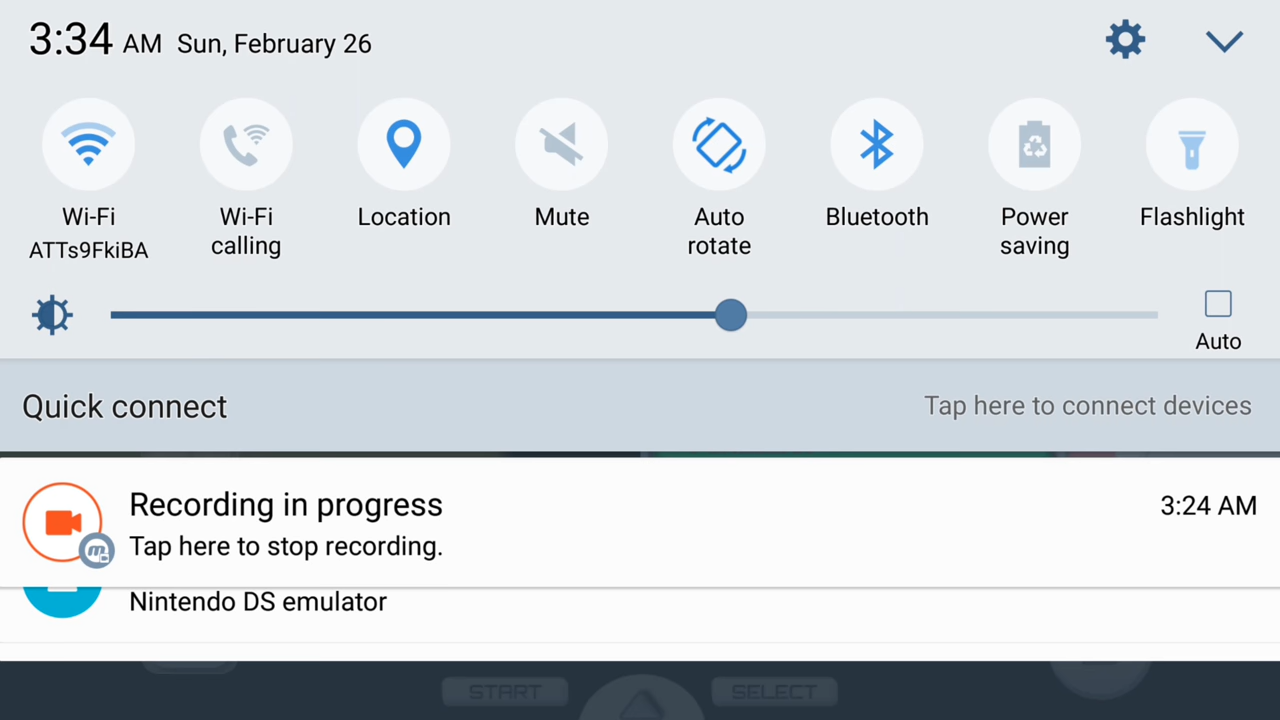 3:34 AM Sun, February 26
Wi-Fi
ATTs9FkiBA
Wi-Fi
calling
Location
Mute
Auto
rotate
Bluetooth
Power
saving
Flashlight
Auto
Quick connect
Tap here to connect devices
Recording in progress
3:24 AM
Tap here to stop recording.
Nintendo DS emulator
START
SELECT